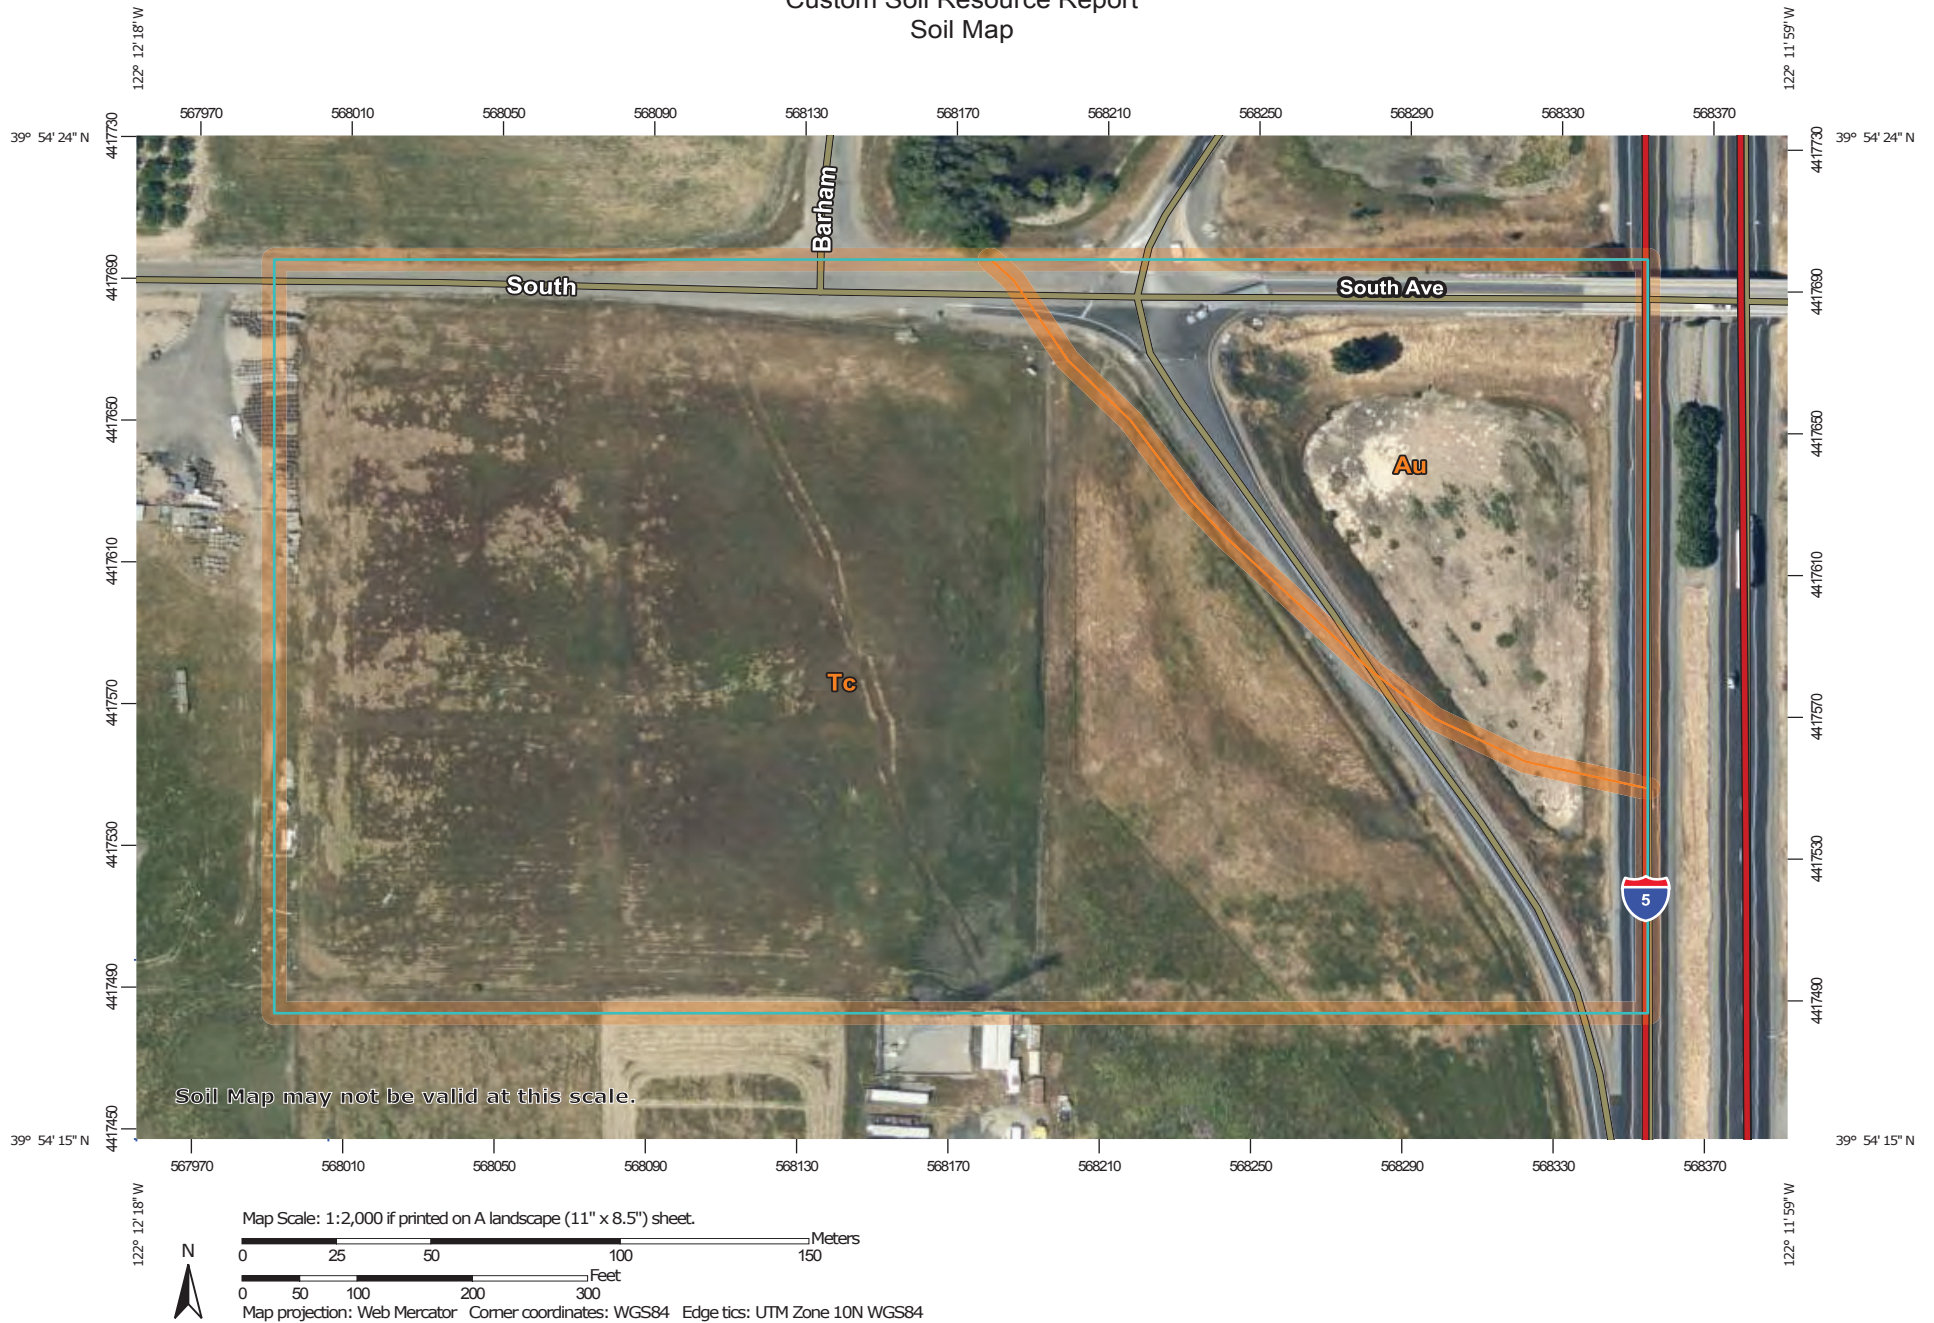 Custom Soil Resource Report
Soil Map
122° 12' 18" W
122° 11' 59" W
567970 568010 568050 568090 568130 568170 568210 568250 568290 568330 568370
39° 54' 24" N
39° 54' 24" N
4417730
4417690
4417650
4417610
4417570
4417530
4417490
4417450
4417730
4417690
4417650
4417610
4417570
4417530
4417490
Barham
South
South Ave
Au
Tc
5
Soil Map may not be valid at this scale.
39° 54' 15" N
39° 54' 15" N
567970 568010 568050 568090 568130 568170 568210 568250 568290 568330 568370
122° 12' 18" W
122° 11' 59" W
Map Scale: 1:2,000 if printed on A landscape (11" x 8.5") sheet.
N
Meters
0 25 50 100 150
Feet
0 50 100 200 300
Map projection: Web Mercator Corner coordinates: WGS84 Edge tics: UTM Zone 10N WGS84